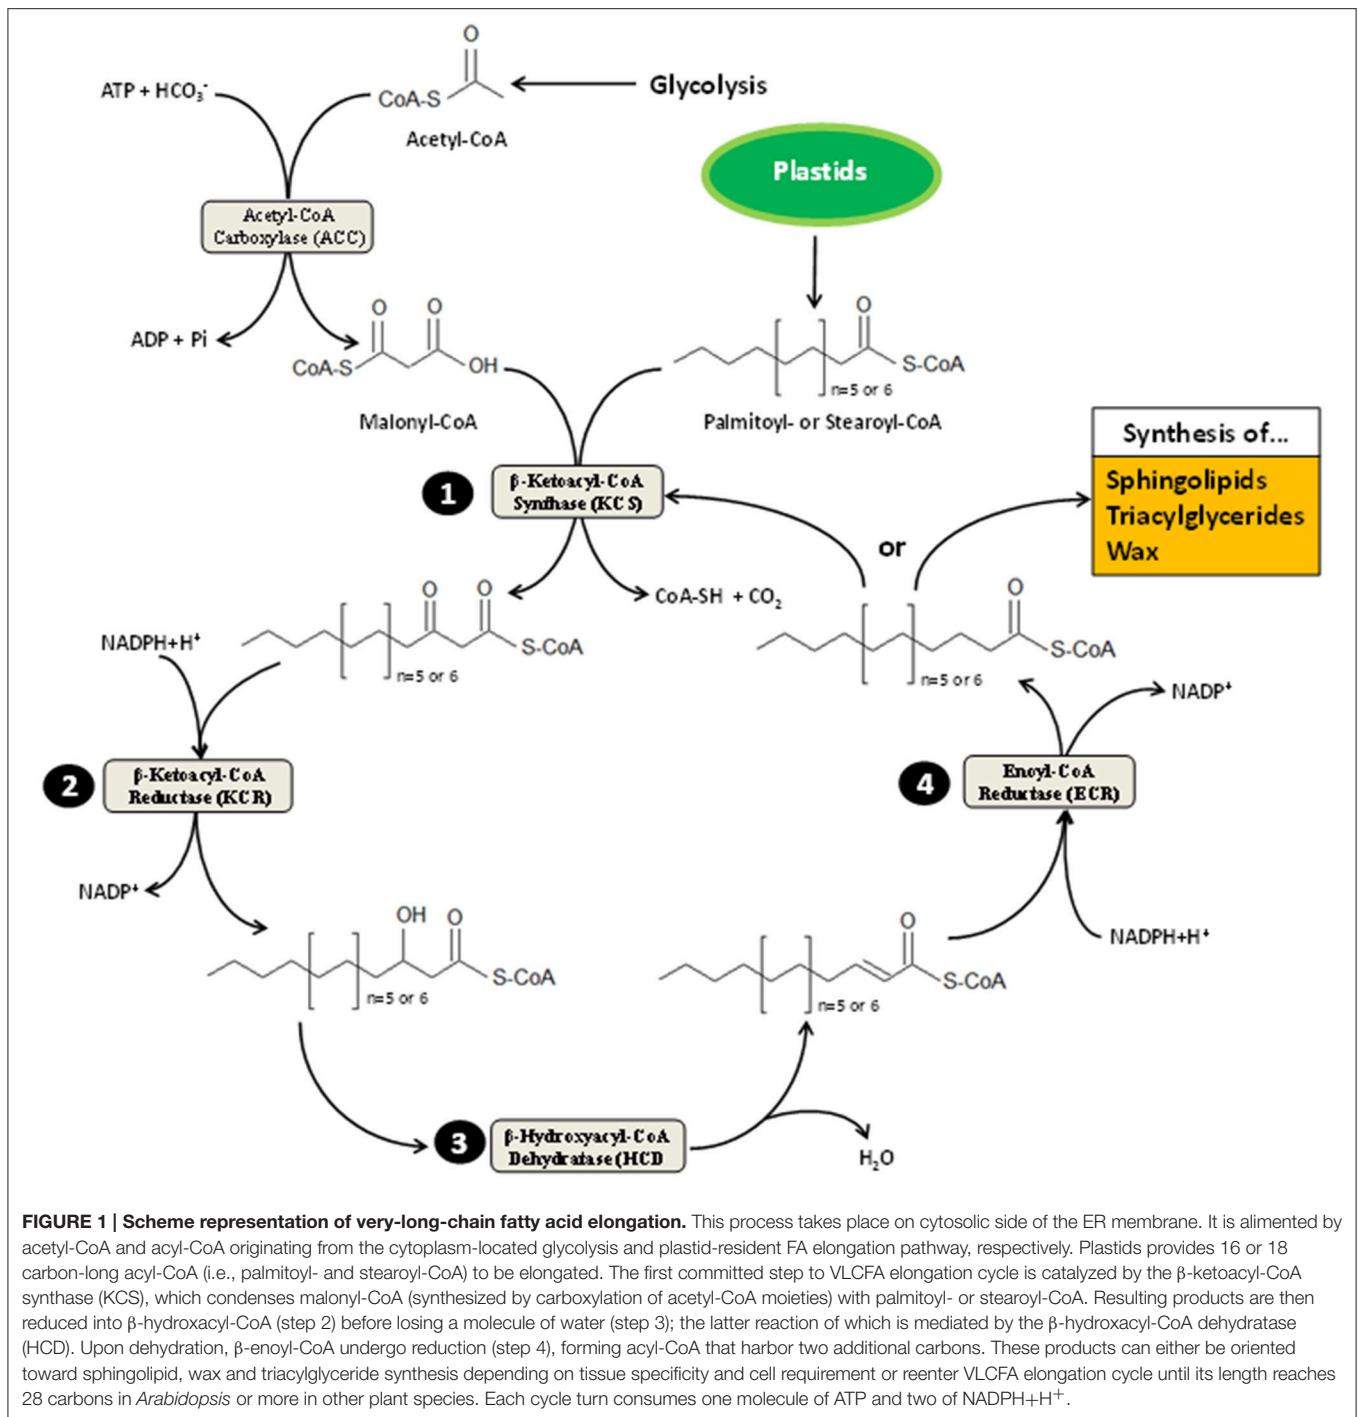 O
ATP + HCO₃⁻
CoA-S
Glycolysis
Acetyl-CoA
Plastids
Acetyl-CoA
Carboxylase (ACC)
O
O
O
ADP + Pi
CoA-S
OH
S-CoA
n=5 or 6
Malonyl-CoA
Palmitoyl- or Stearoyl-CoA
Synthesis of...
Sphingolipids
Triacylglycerides
Wax
1
β-Ketoacyl-CoA
Synthase (KCS)
or
O
O
CoA-SH + CO₂
O
NADPH+H⁺
S-CoA
n=5 or 6
S-CoA
n=5 or 6
NADP⁺
2
β-Ketoacyl-CoA
Reductase (KCR)
4
Enoyl-CoA
Reductase (ECR)
NADP⁺
OH
O
O
NADPH+H⁺
S-CoA
n=5 or 6
S-CoA
n=5 or 6
3
β-Hydroxyacyl-CoA
Dehydratase (HCD
H₂O
FIGURE 1 | Scheme representation of very-long-chain fatty acid elongation. This process takes place on cytosolic side of the ER membrane. It is alimented by
acetyl-CoA and acyl-CoA originating from the cytoplasm-located glycolysis and plastid-resident FA elongation pathway, respectively. Plastids provides 16 or 18
carbon-long acyl-CoA (i.e., palmitoyl- and stearoyl-CoA) to be elongated. The first committed step to VLCFA elongation cycle is catalyzed by the β-ketoacyl-CoA
synthase (KCS), which condenses malonyl-CoA (synthesized by carboxylation of acetyl-CoA moieties) with palmitoyl- or stearoyl-CoA. Resulting products are then
reduced into β-hydroxacyl-CoA (step 2) before losing a molecule of water (step 3); the latter reaction of which is mediated by the β-hydroxacyl-CoA dehydratase
(HCD). Upon dehydration, β-enoyl-CoA undergo reduction (step 4), forming acyl-CoA that harbor two additional carbons. These products can either be oriented
toward sphingolipid, wax and triacylglyceride synthesis depending on tissue specificity and cell requirement or reenter VLCFA elongation cycle until its length reaches
28 carbons in Arabidopsis or more in other plant species. Each cycle turn consumes one molecule of ATP and two of NADPH+H⁺.